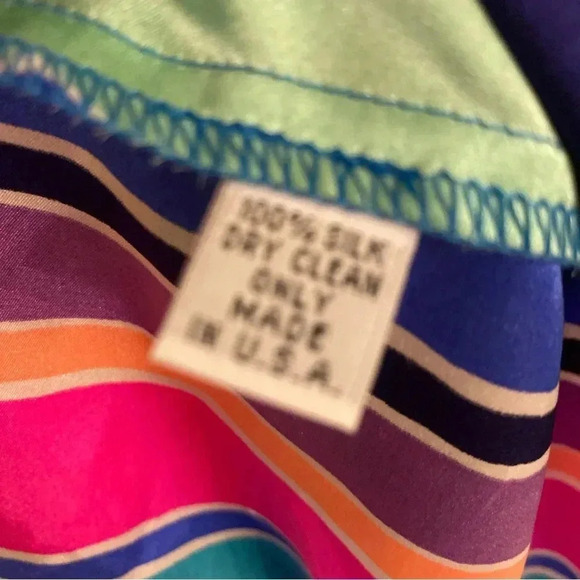 100% SILK
DRY CLEAN
ONLY
MADE
IN U.S.A.